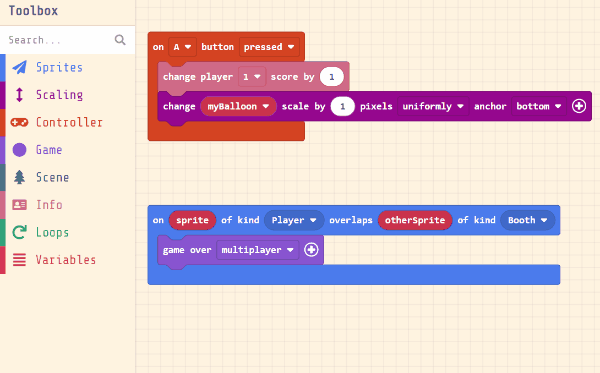 Toolbox
Search...
Sprites
Scaling
Controller
Game
Scene
Info
Loops
Variables
on A button pressed
change player 1 score by 1
change myBalloon scale by 1 pixels uniformly anchor bottom
on sprite of kind Player overlaps otherSprite of kind Booth
game over multiplayer